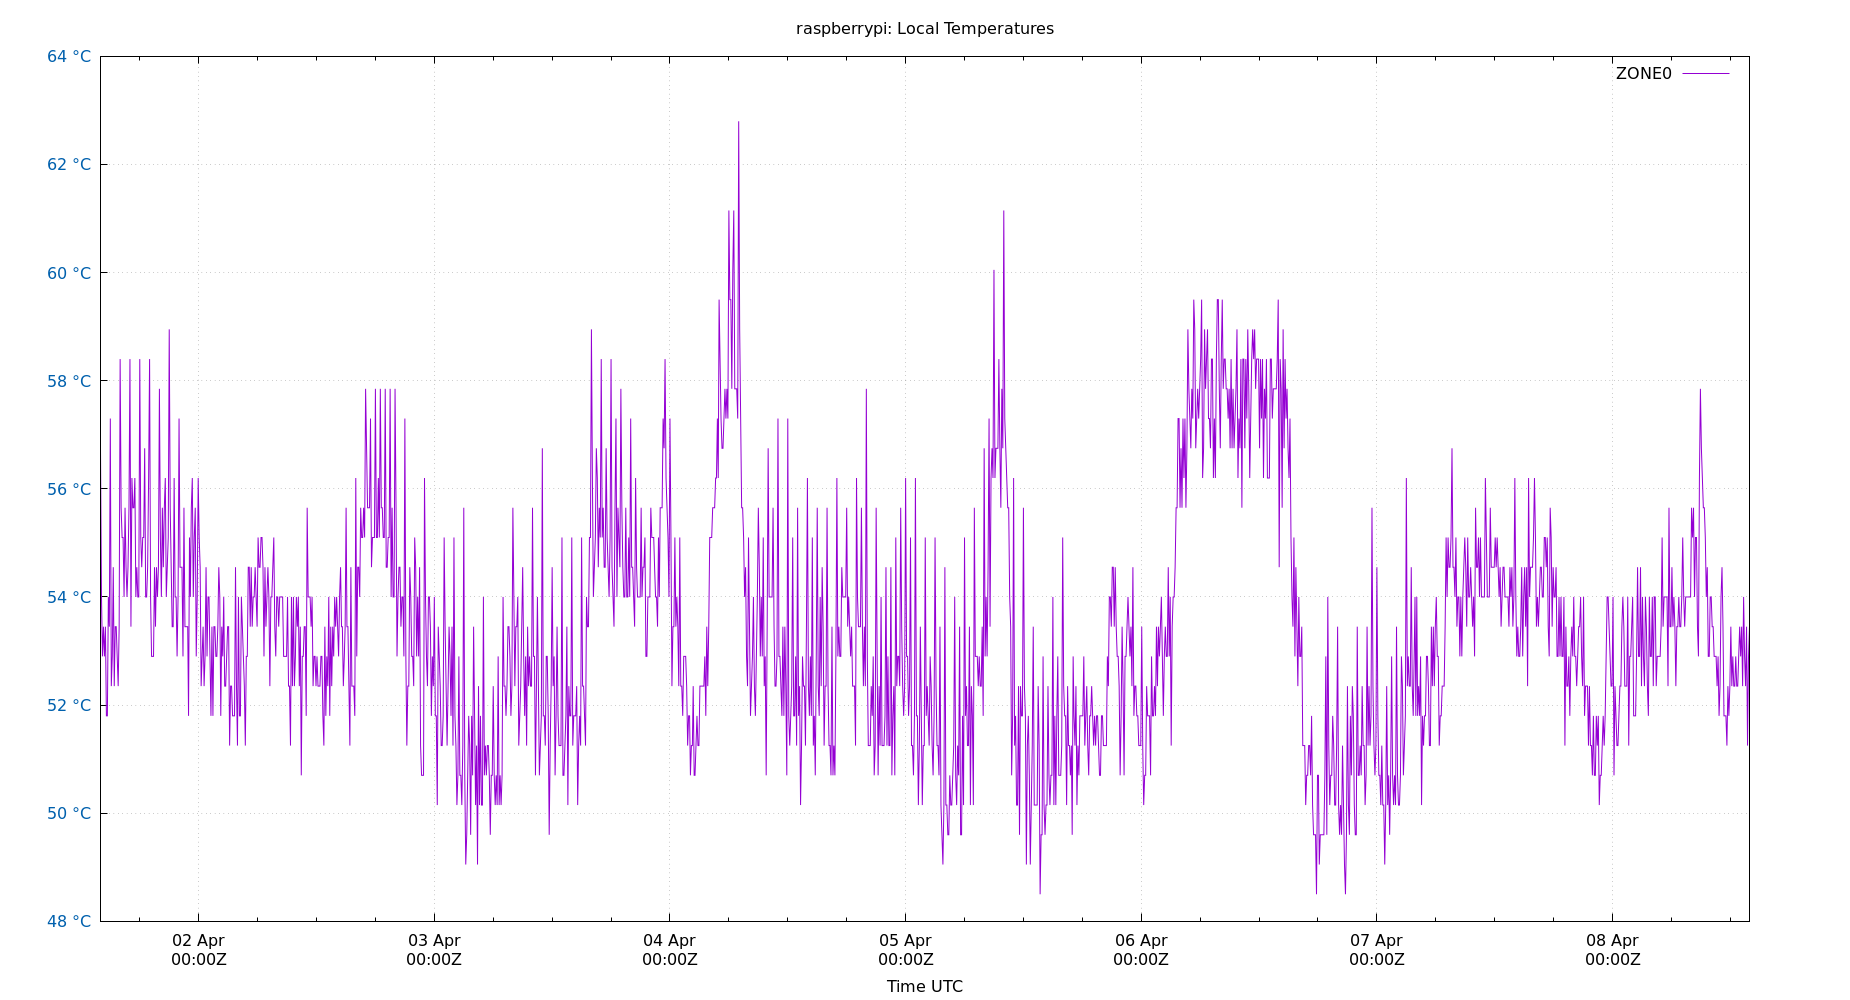 raspberrypi: Local Temperatures
64 °C
ZONE0
62 °C
60 °C
58 °C
56 °C
54 °C
52 °C
50 °C
48 °C
02 Apr 03 Apr 04 Apr 05 Apr 06 Apr 07 Apr 08 Apr
00:00Z 00:00Z 00:00Z 00:00Z 00:00Z 00:00Z 00:00Z
Time UTC